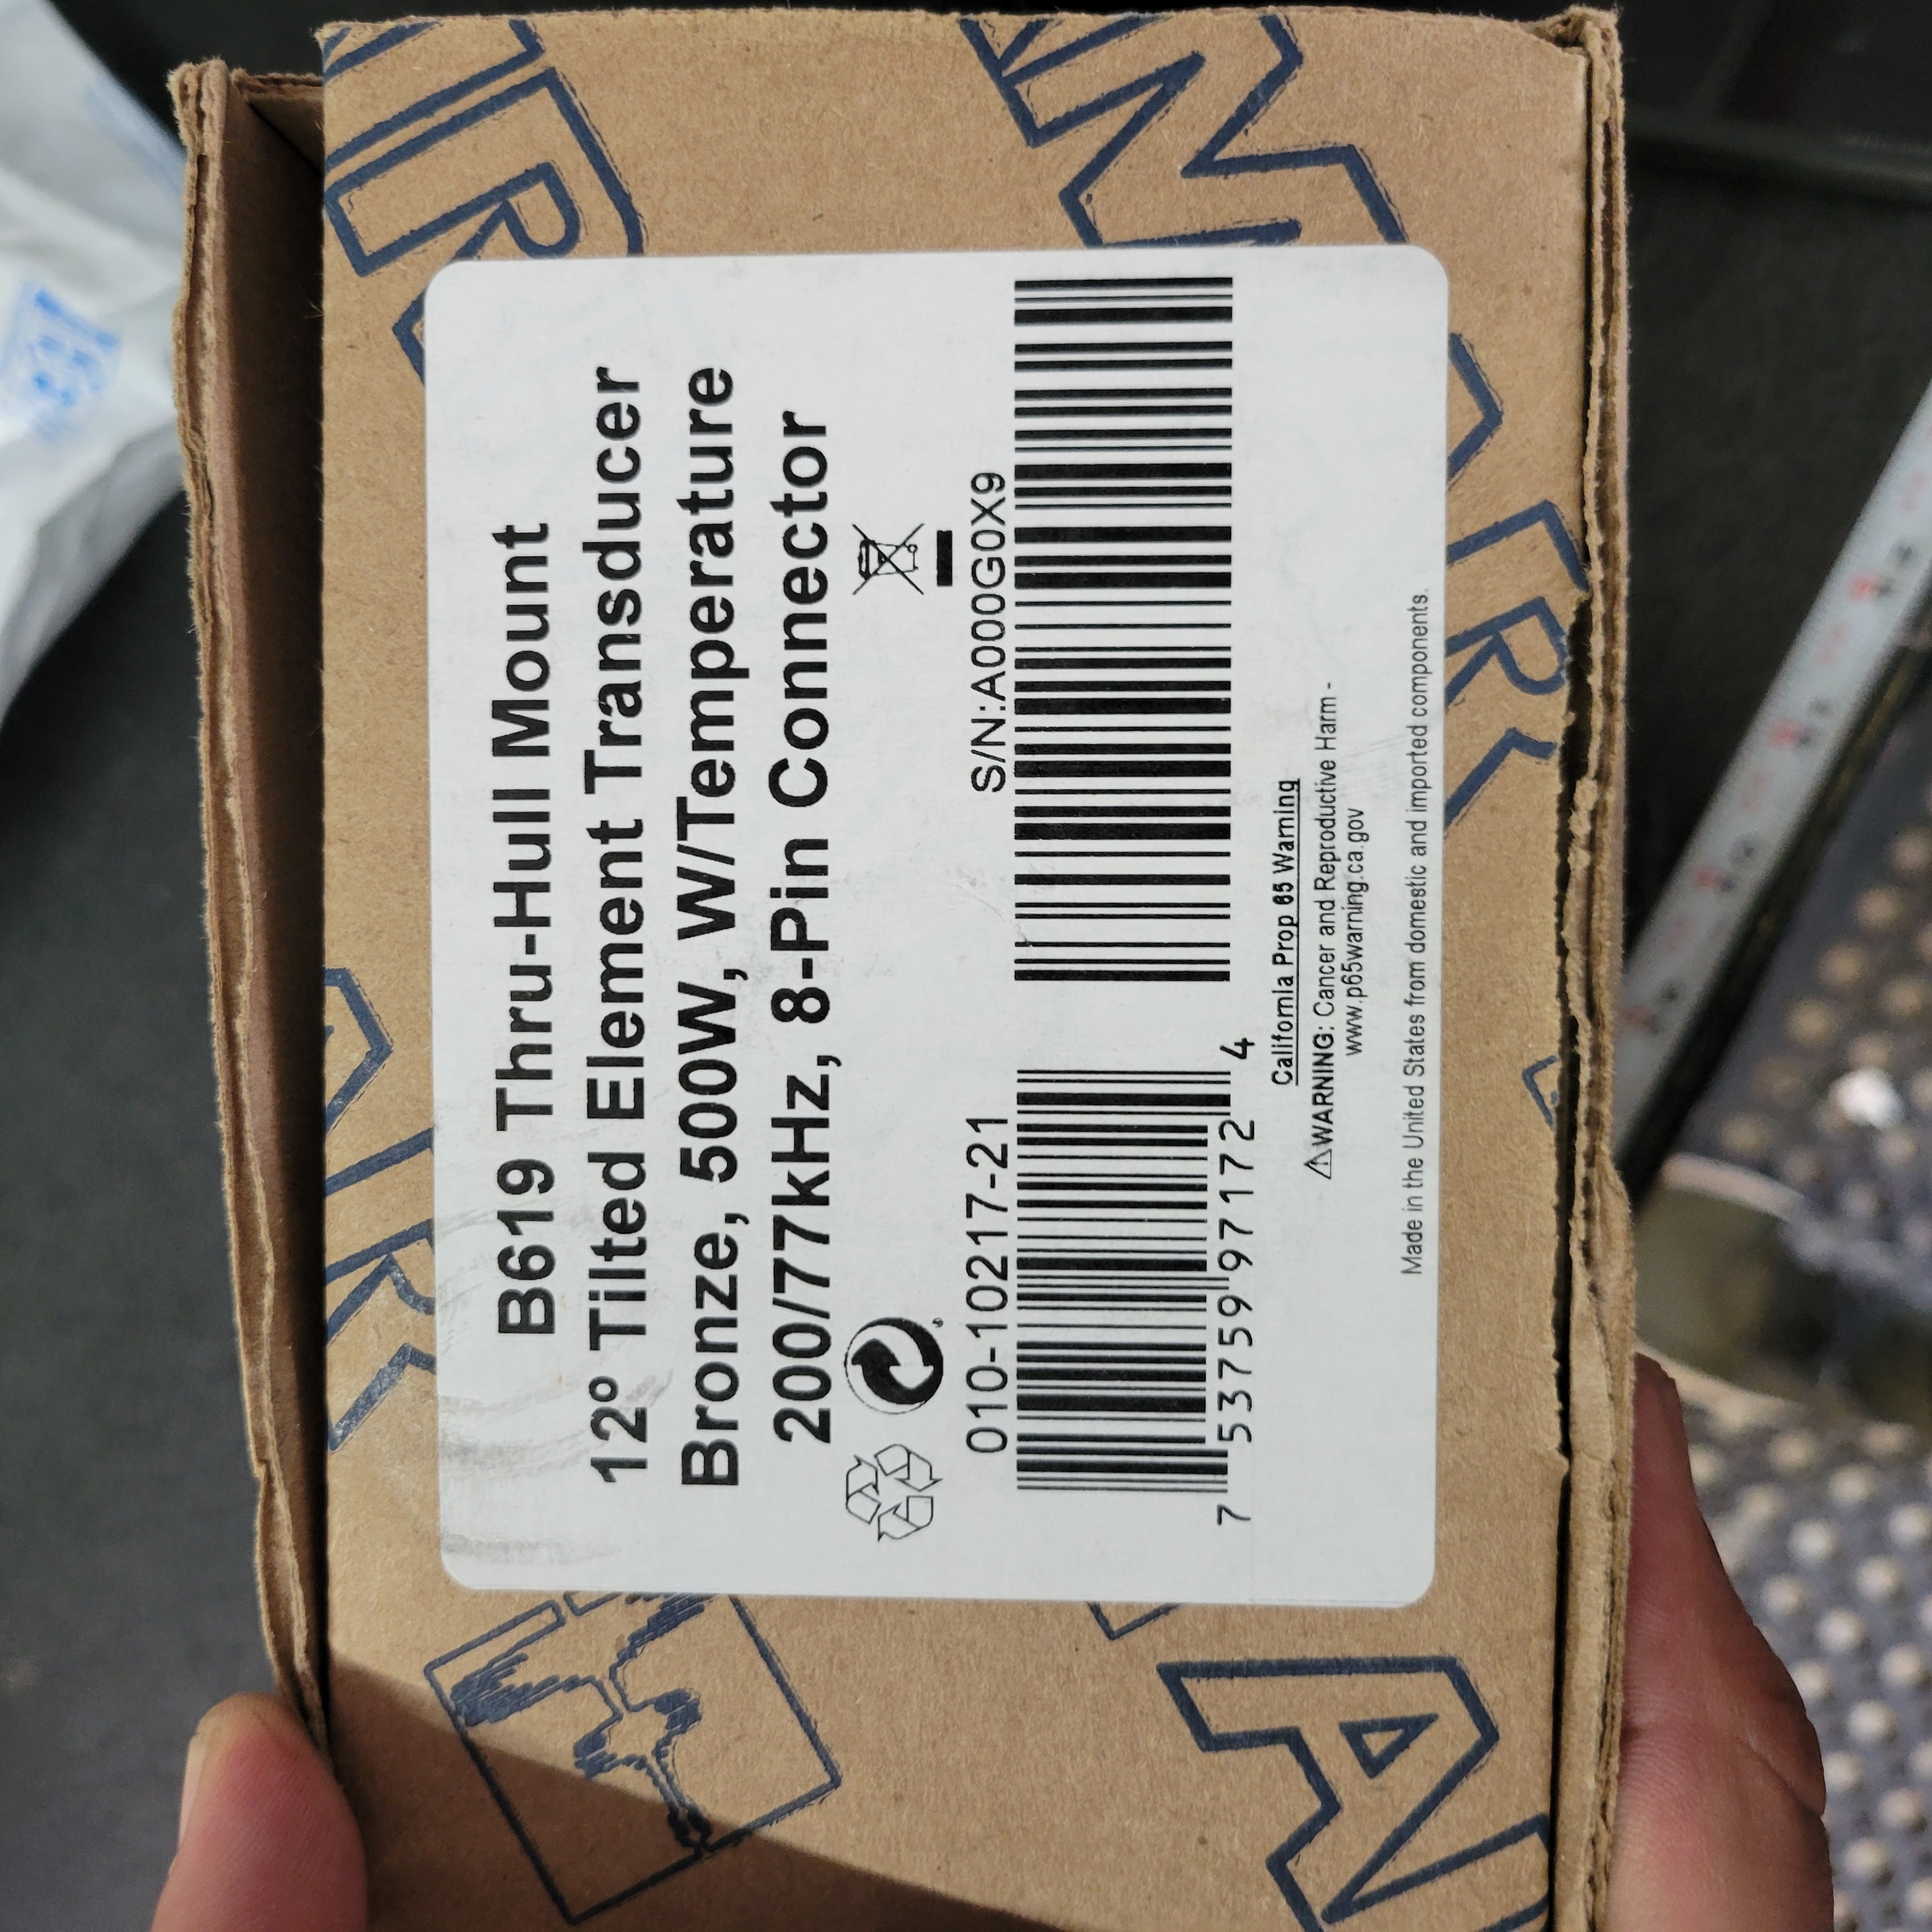 B619 Thru-Hull Mount
12° Tilted Element Transducer
Bronze, 500W, W/Temperature
200/77kHz, 8-Pin Connector
010-10217-21
S/N:A000G0X9
7 53759 97172 4
California Prop 65 Warning
⚠WARNING: Cancer and Reproductive Harm -
www.p65warning.ca.gov
Made in the United States from domestic and imported components.